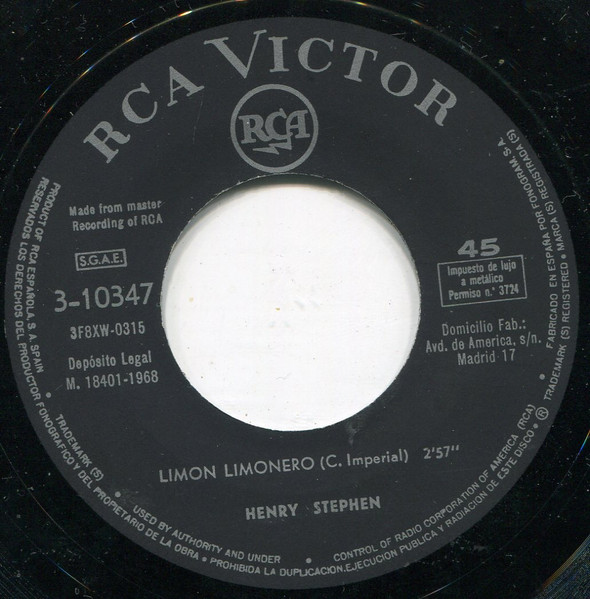 RCA VICTOR
RCA
Made from master
Recording of RCA
S.G.A.E.
3-10347
3F8XW-0315
Depósito Legal
M. 18401-1968
45
Impuesto de lujo
a metálico
Permiso n.° 3724
Domicilio Fab.:
Avd. de America, s/n.
Madrid 17
LIMON LIMONERO (C. Imperial) 2'57"
HENRY STEPHEN
PRODUCT OF RCA ESPAÑOLA, S. A. SPAIN
RESERVADOS LOS DERECHOS DEL PRODUCTOR FONOGRAFICO Y DEL PROPIETARIO DE LA OBRA • PROHIBIDA LA DUPLICACION, EJECUCION PUBLICA Y RADIACION DE ESTE DISCO •
TRADEMARK (S) • USED BY AUTHORITY AND UNDER • CONTROL OF RADIO CORPORATION OF AMERICA (RCA)
® TRADEMARK (S) REGISTERED • MARCA (S) REGISTRADA (S)
FABRICADO EN ESPAÑA POR FONOGRAM, S.A.